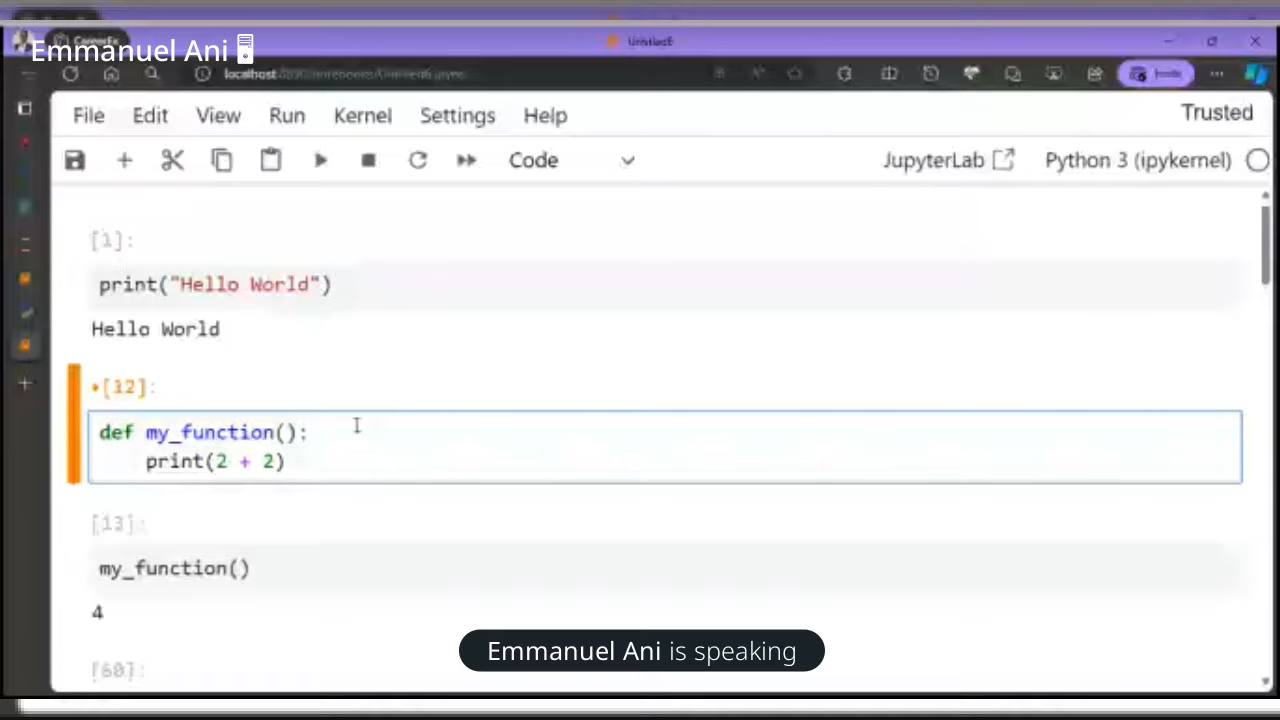 Emmanuel Ani
localhost
File Edit View Run Kernel Settings Help Trusted
Code JupyterLab Python 3 (ipykernel)
[1]:
print("Hello World")
Hello World
•[12]:
def my_function():
print(2 + 2)
[13]:
my_function()
4
[60]:
Emmanuel Ani is speaking